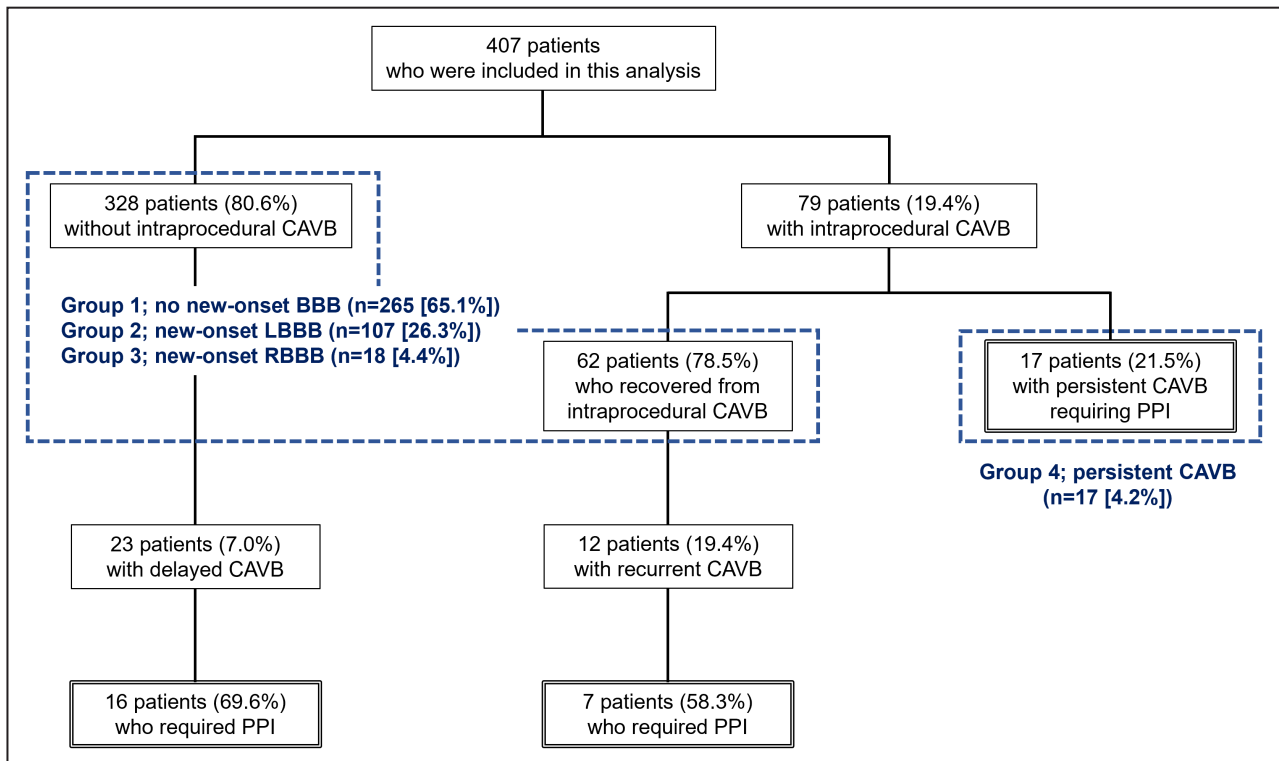 407 patients
who were included in this analysis
328 patients (80.6%)
without intraprocedural CAVB
79 patients (19.4%)
with intraprocedural CAVB
Group 1; no new-onset BBB (n=265 [65.1%])
Group 2; new-onset LBBB (n=107 [26.3%])
Group 3; new-onset RBBB (n=18 [4.4%])
62 patients (78.5%)
who recovered from
intraprocedural CAVB
17 patients (21.5%)
with persistent CAVB
requiring PPI
Group 4; persistent CAVB
(n=17 [4.2%])
23 patients (7.0%)
with delayed CAVB
12 patients (19.4%)
with recurrent CAVB
16 patients (69.6%)
who required PPI
7 patients (58.3%)
who required PPI